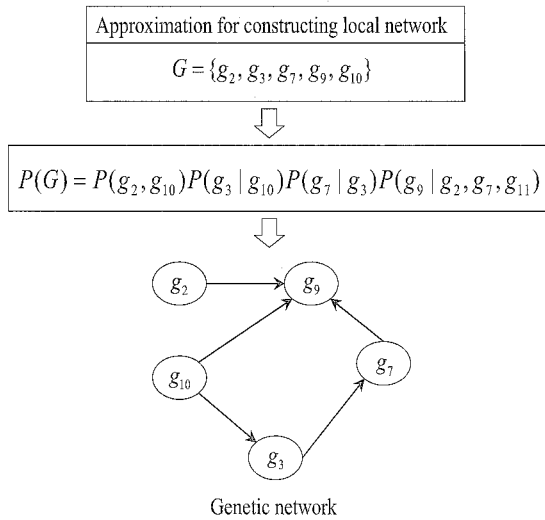 Approximation for constructing local network
G = {g₂, g₃, g₇, g₉, g₁₀}
P(G) = P(g₂, g₁₀)P(g₃ | g₁₀)P(g₇ | g₃)P(g₉ | g₂, g₇, g₁₁)
g₂
g₉
g₁₀
g₇
g₃
Genetic network